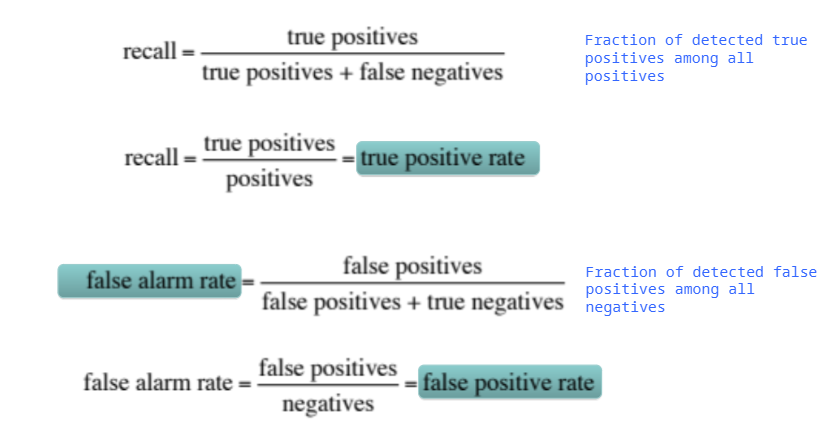 recall = true positives / true positives + false negatives
Fraction of detected true
positives among all
positives
recall = true positives / positives = true positive rate
false alarm rate = false positives / false positives + true negatives
Fraction of detected false
positives among all
negatives
false alarm rate = false positives / negatives = false positive rate